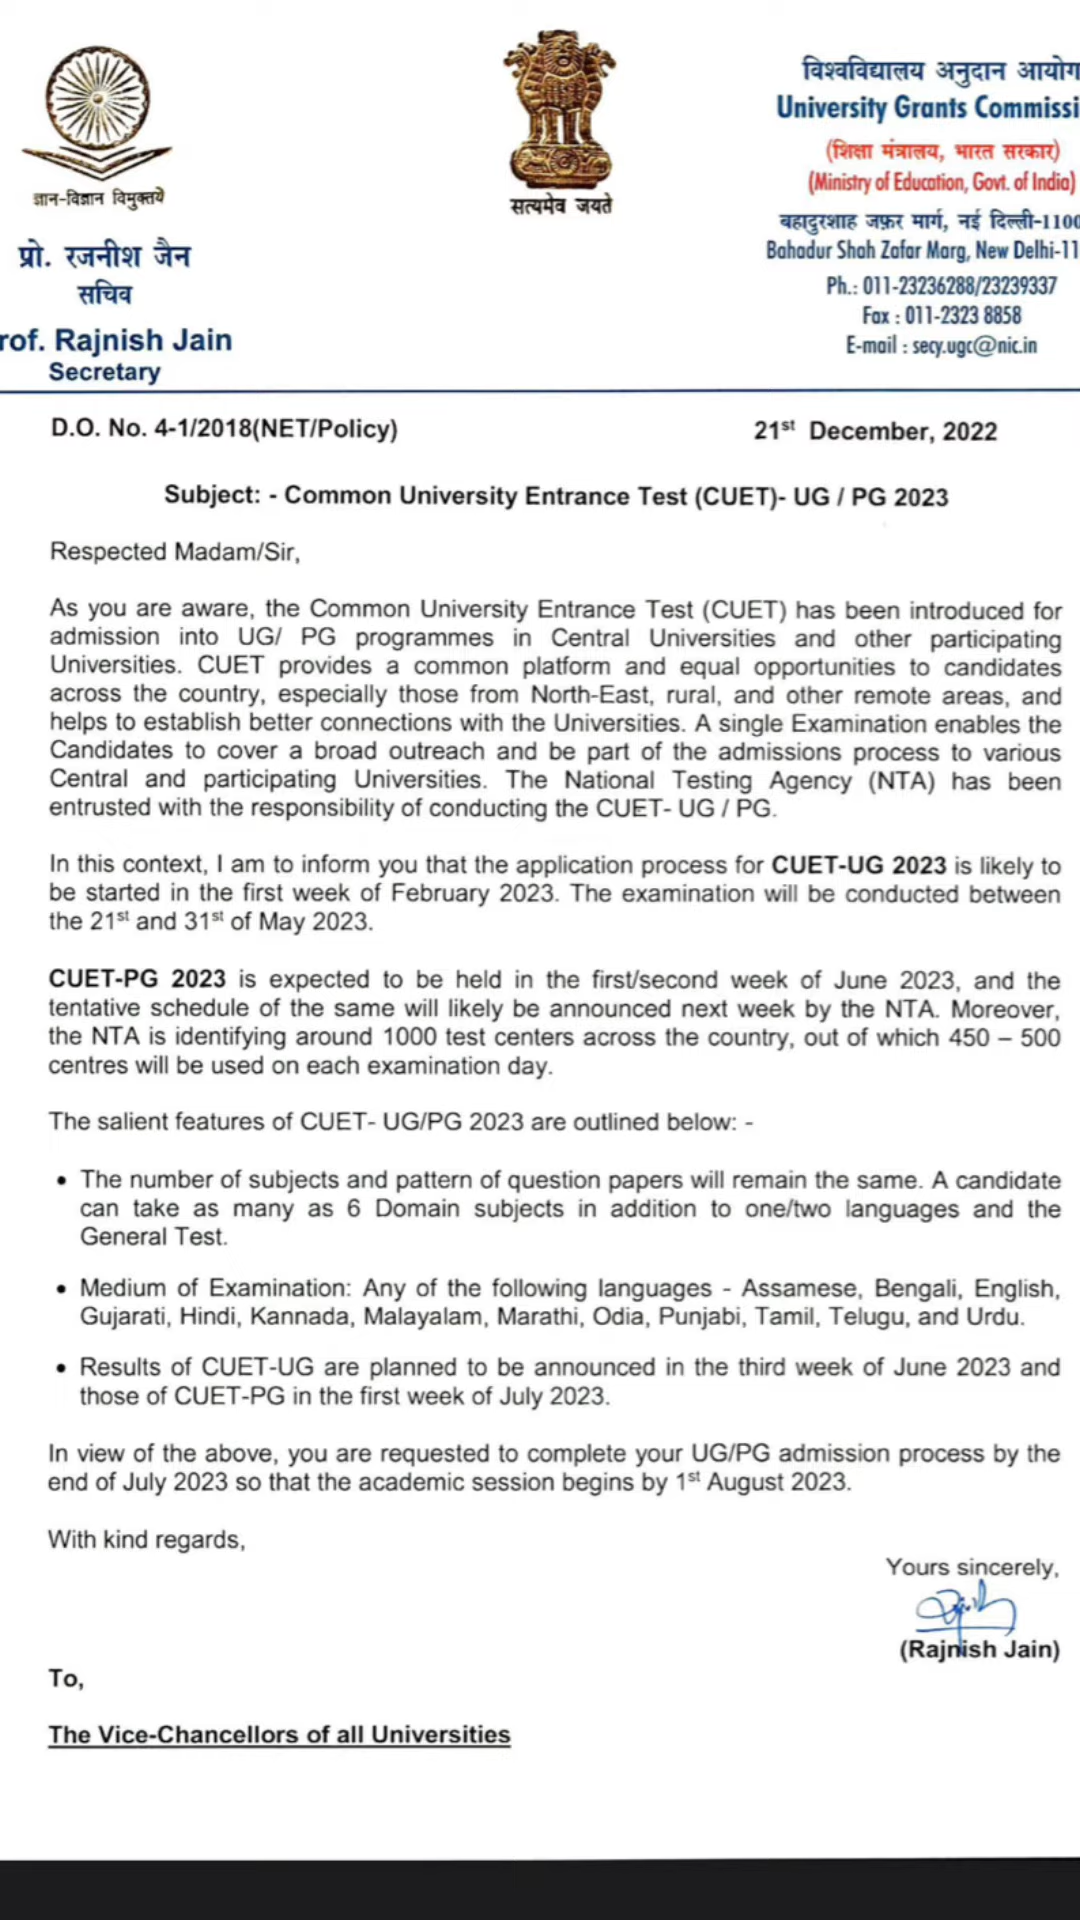 ज्ञान-विज्ञान विमुक्तये
प्रो. रजनीश जैन
सचिव
rof. Rajnish Jain
Secretary
सत्यमेव जयते
विश्वविद्यालय अनुदान आयोग
University Grants Commissi
(शिक्षा मंत्रालय, भारत सरकार)
(Ministry of Education, Govt. of India)
बहादुरशाह ज़फ़र मार्ग, नई दिल्ली-1100
Bahadur Shah Zafar Marg, New Delhi-11
Ph.: 011-23236288/23239337
Fax : 011-2323 8858
E-mail : secy.ugc@nic.in
D.O. No. 4-1/2018(NET/Policy)
21st December, 2022
Subject: - Common University Entrance Test (CUET)- UG / PG 2023
Respected Madam/Sir,
As you are aware, the Common University Entrance Test (CUET) has been introduced for
admission into UG/ PG programmes in Central Universities and other participating
Universities. CUET provides a common platform and equal opportunities to candidates
across the country, especially those from North-East, rural, and other remote areas, and
helps to establish better connections with the Universities. A single Examination enables the
Candidates to cover a broad outreach and be part of the admissions process to various
Central and participating Universities. The National Testing Agency (NTA) has been
entrusted with the responsibility of conducting the CUET- UG / PG.
In this context, I am to inform you that the application process for CUET-UG 2023 is likely to
be started in the first week of February 2023. The examination will be conducted between
the 21st and 31st of May 2023.
CUET-PG 2023 is expected to be held in the first/second week of June 2023, and the
tentative schedule of the same will likely be announced next week by the NTA. Moreover,
the NTA is identifying around 1000 test centers across the country, out of which 450 – 500
centres will be used on each examination day.
The salient features of CUET- UG/PG 2023 are outlined below: -
• The number of subjects and pattern of question papers will remain the same. A candidate
can take as many as 6 Domain subjects in addition to one/two languages and the
General Test.
• Medium of Examination: Any of the following languages - Assamese, Bengali, English,
Gujarati, Hindi, Kannada, Malayalam, Marathi, Odia, Punjabi, Tamil, Telugu, and Urdu.
• Results of CUET-UG are planned to be announced in the third week of June 2023 and
those of CUET-PG in the first week of July 2023.
In view of the above, you are requested to complete your UG/PG admission process by the
end of July 2023 so that the academic session begins by 1st August 2023.
With kind regards,
Yours sincerely,
(Rajnish Jain)
To,
The Vice-Chancellors of all Universities